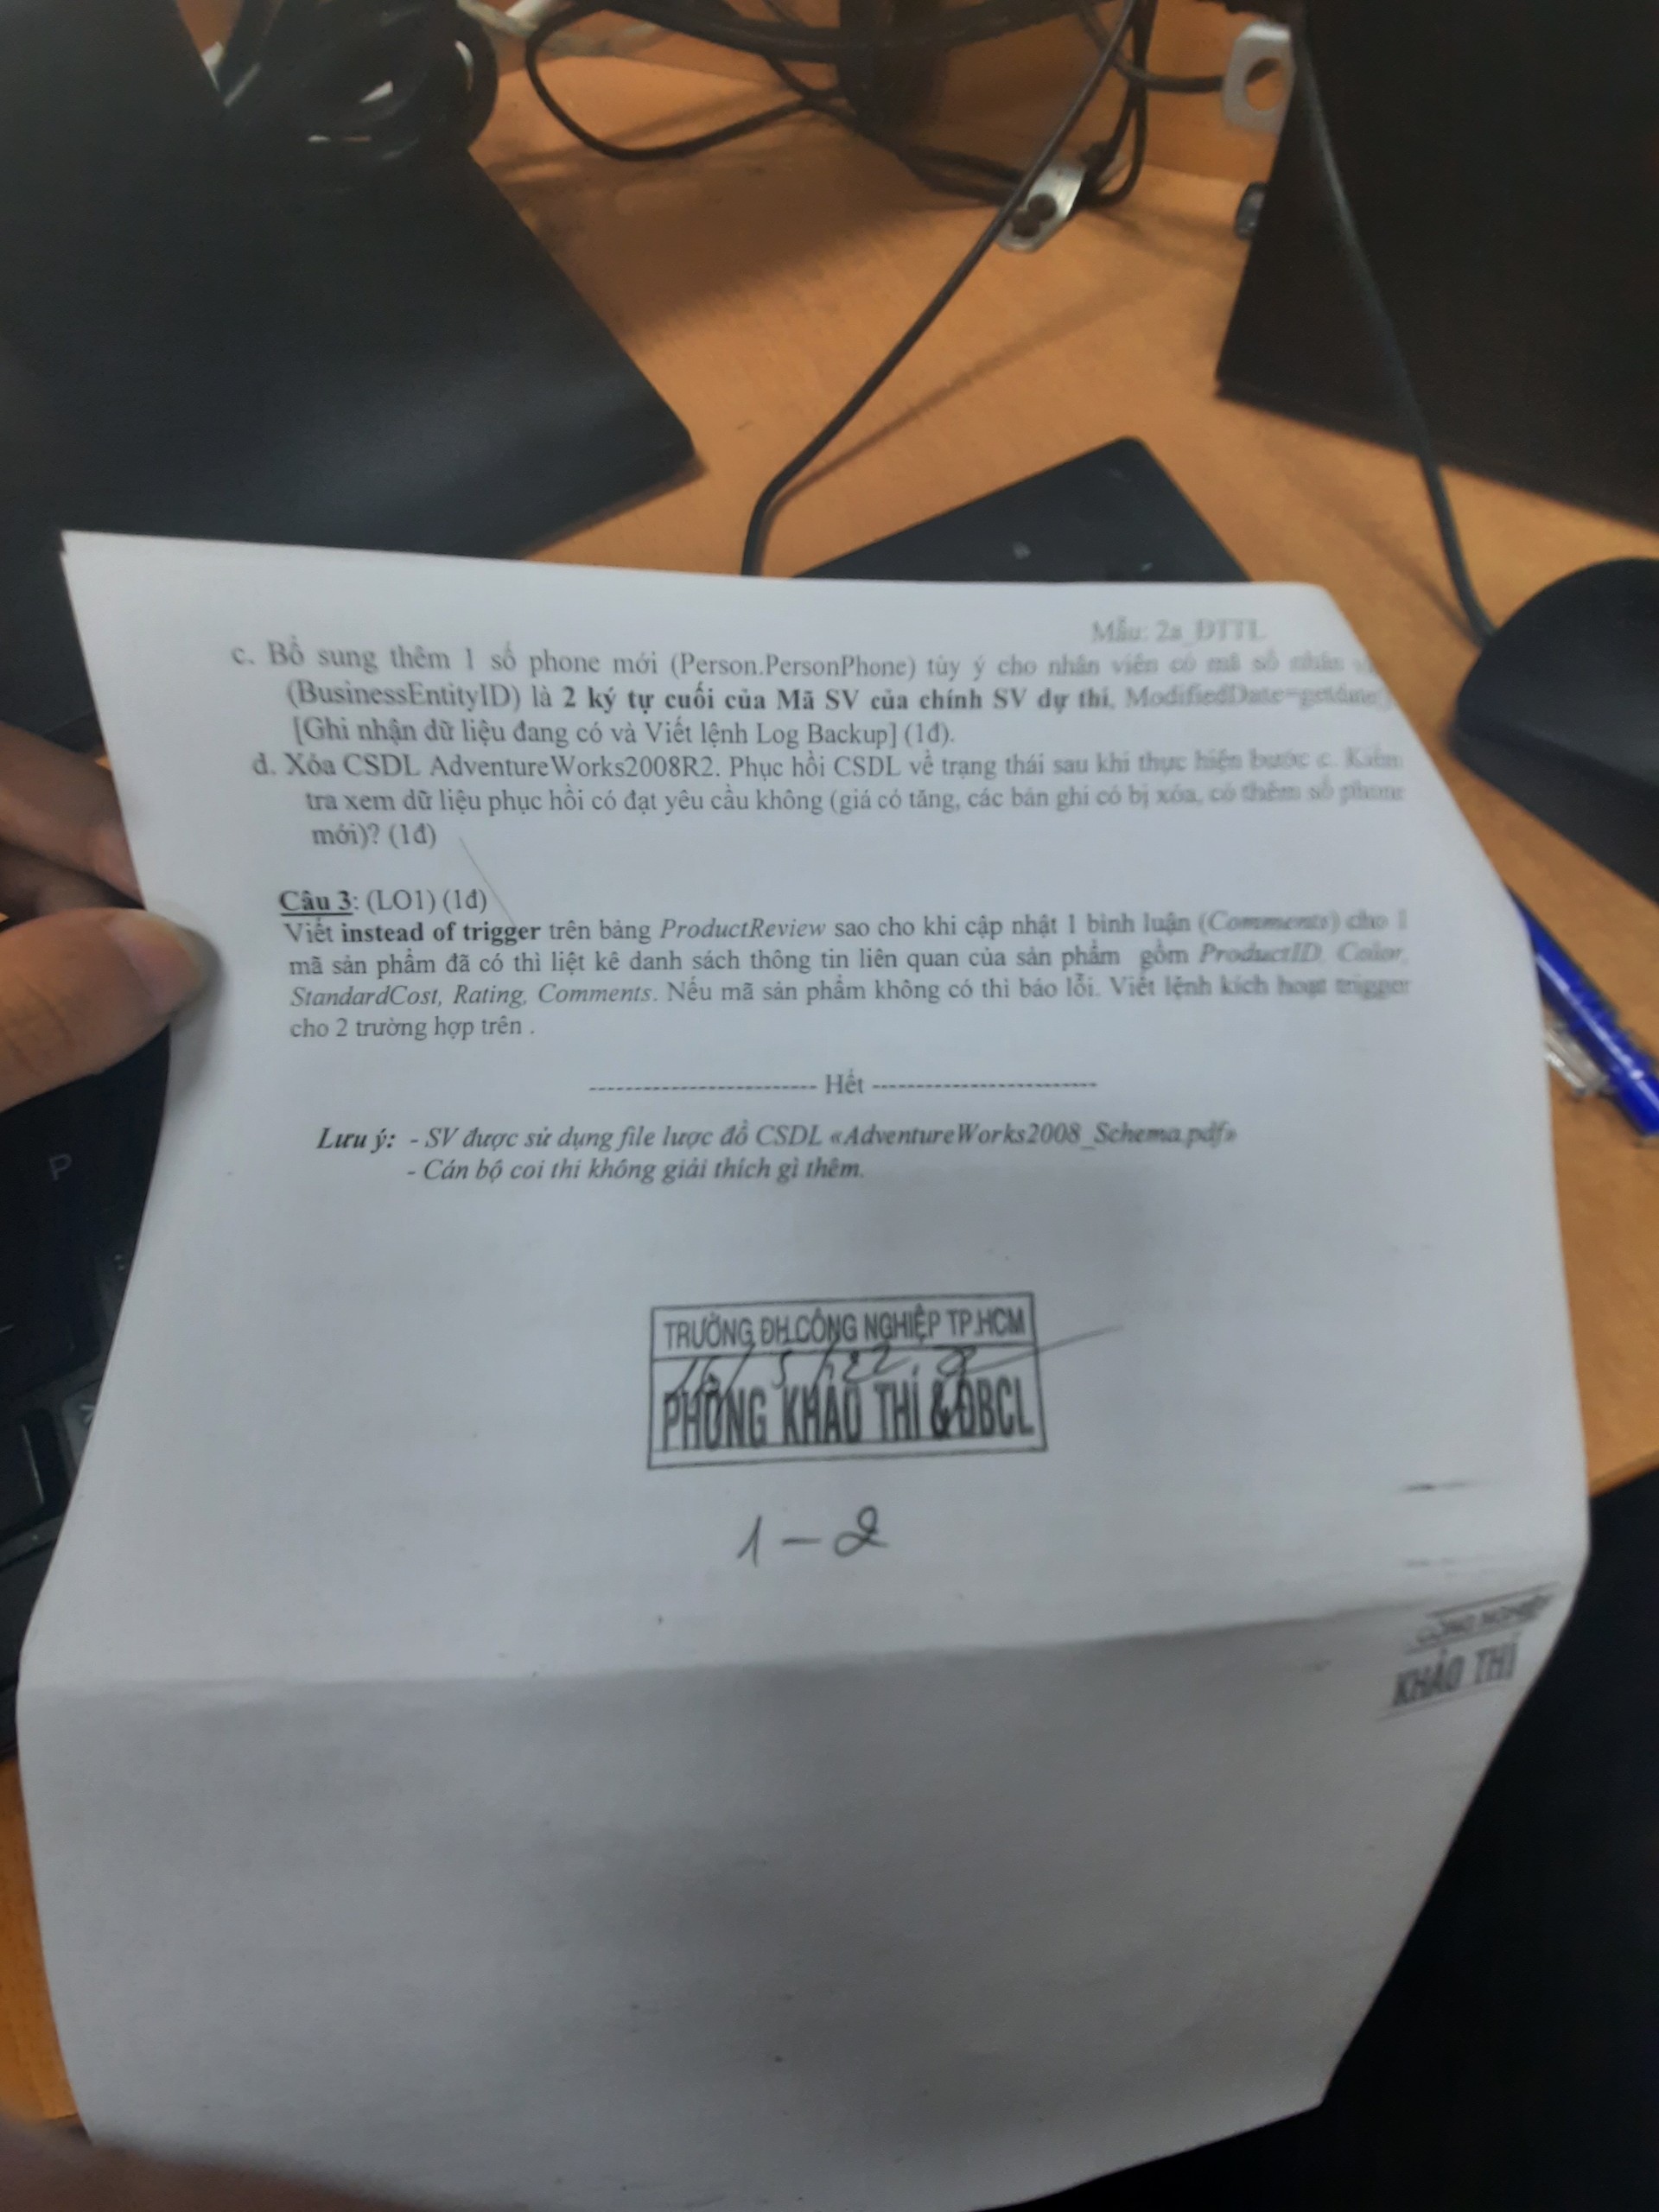 Mẫu: 2a_ĐTTL
c. Bổ sung thêm 1 số phone mới (Person.PersonPhone) tùy ý cho nhân viên có mã số nhân
(BusinessEntityID) là 2 ký tự cuối của Mã SV của chính SV dự thi, ModifiedDate=getdate
[Ghi nhận dữ liệu đang có và Viết lệnh Log Backup] (1đ).
d. Xóa CSDL AdventureWorks2008R2. Phục hồi CSDL về trạng thái sau khi thực hiện bước c. Kiểm
tra xem dữ liệu phục hồi có đạt yêu cầu không (giá có tăng, các bản ghi có bị xóa, có thêm số phone
mới)? (1đ)
Câu 3: (LO1) (1đ)
Viết instead of trigger trên bảng ProductReview sao cho khi cập nhật 1 bình luận (Comments) cho 1
mã sản phẩm đã có thì liệt kê danh sách thông tin liên quan của sản phẩm gồm ProductID, Color,
StandardCost, Rating, Comments. Nếu mã sản phẩm không có thì báo lỗi. Viết lệnh kích hoạt trigger
cho 2 trường hợp trên .
------------------------- Hết -------------------------
Lưu ý: - SV được sử dụng file lược đồ CSDL «AdventureWorks2008_Schema.pdf»
- Cán bộ coi thi không giải thích gì thêm.
TRƯỜNG ĐH.CÔNG NGHIỆP TP.HCM
PHÒNG KHẢO THÍ & ĐBCL
1 - 2
NGHIỆP
KHẢO THÍ
P